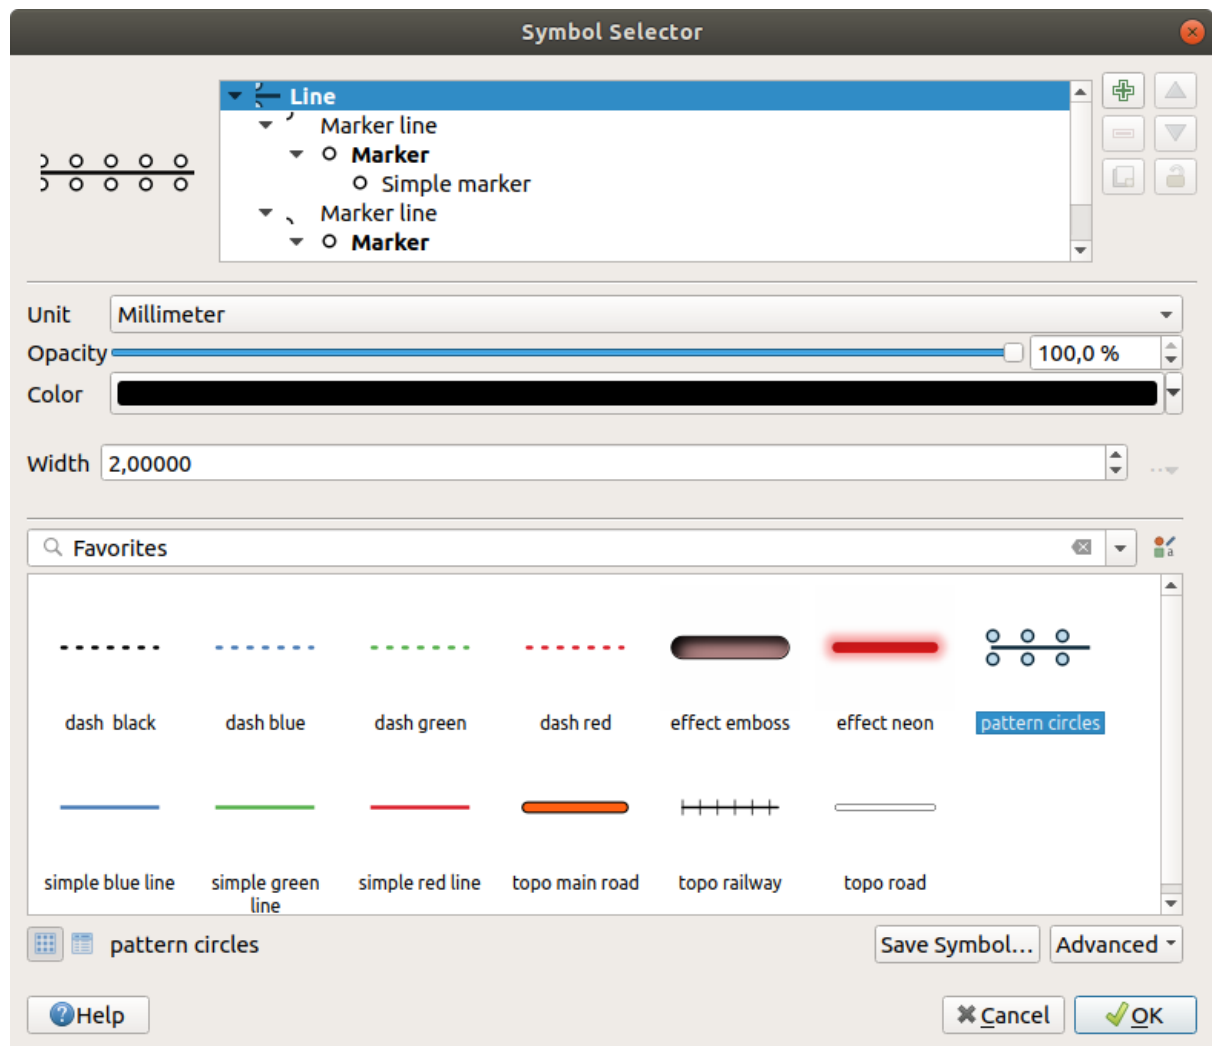 Symbol Selector
Line
Marker line
Marker
Simple marker
Marker line
Marker
Unit Millimeter
Opacity 100,0 %
Color
Width 2,00000
Favorites
dash black dash blue dash green dash red effect emboss effect neon pattern circles
simple blue line simple green line simple red line topo main road topo railway topo road
pattern circles Save Symbol... Advanced
Help Cancel OK